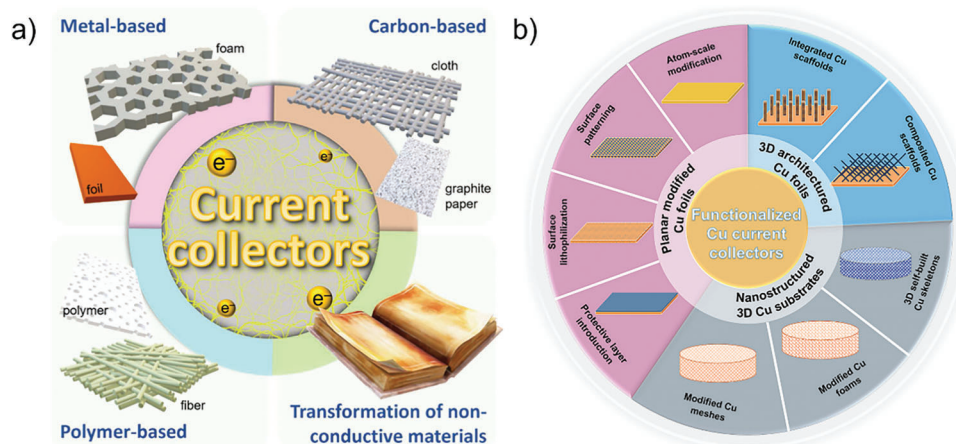 a)
Metal-based
Carbon-based
foam
cloth
foil
graphite
paper
e⁻
e⁻
Current
collectors
e⁻
e⁻
polymer
fiber
Polymer-based
Transformation of non-
conductive materials
b)
Atom-scale
modification
Surface
patterning
Surface
lithophilization
Protective layer
introduction
Planar modified
Cu foils
Integrated Cu
scaffolds
Composited Cu
scaffolds
3D architectured
Cu foils
Functionalized
Cu current
collectors
Nanostructured
3D Cu substrates
3D self-built
Cu skeletons
Modified Cu
foams
Modified Cu
meshes